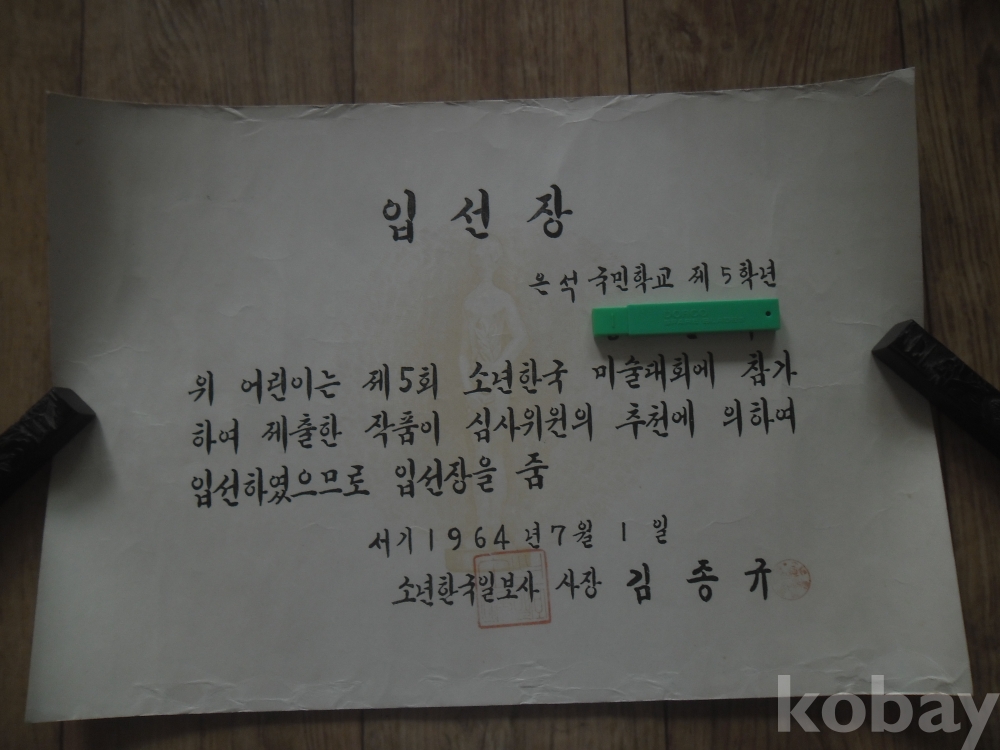 입선장
은석 국민학교 제 5 학년
위 어린이는 제5회 소년한국 미술대회에 참가
하여 제출한 작품이 심사위원의 추천에 의하여
입선하였으므로 입선장을 줌
서기 1964년 7월 1일
소년한국일보사 사장 김종규
kobay